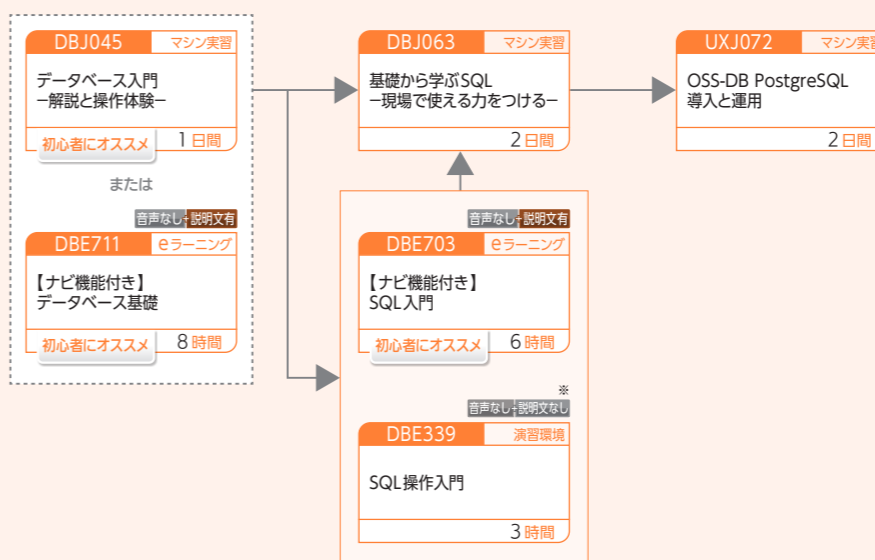 DBJ045
マシン実習
データベース入門
−解説と操作体験−
初心者にオススメ
1日間
または
音声なし+説明文有
DBE711
eラーニング
【ナビ機能付き】
データベース基礎
初心者にオススメ
8時間
DBJ063
マシン実習
基礎から学ぶSQL
−現場で使える力をつける−
2日間
音声なし+説明文有
DBE703
eラーニング
【ナビ機能付き】
SQL入門
初心者にオススメ
6時間
※
音声なし+説明文なし
DBE339
演習環境
SQL操作入門
3時間
UXJ072
マシン実習
OSS-DB PostgreSQL
導入と運用
2日間